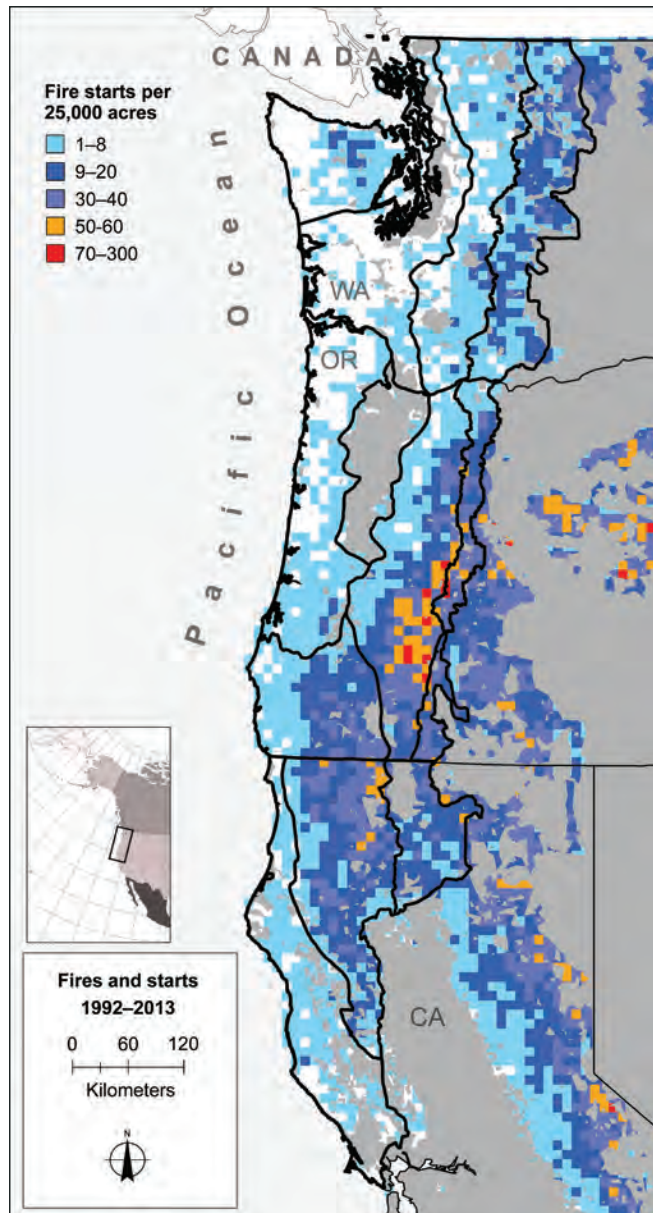 CANADA
Fire starts per
25,000 acres
1–8
9–20
30–40
50-60
70–300
Pacific Ocean
WA
OR
CA
Fires and starts
1992–2013
0 60 120
Kilometers
N